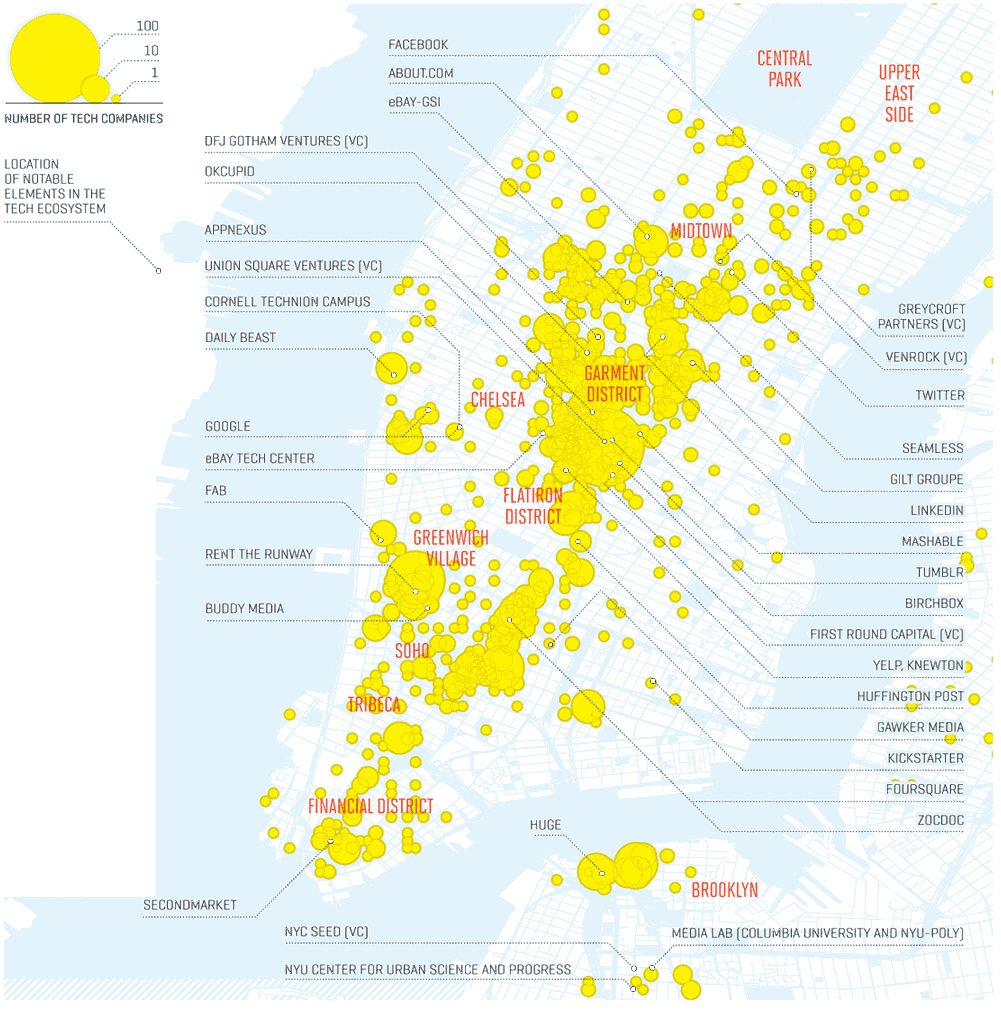 100
10
1
NUMBER OF TECH COMPANIES
LOCATION
OF NOTABLE
ELEMENTS IN THE
TECH ECOSYSTEM
FACEBOOK
ABOUT.COM
eBAY-GSI
DFJ GOTHAM VENTURES (VC)
OKCUPID
APPNEXUS
UNION SQUARE VENTURES (VC)
CORNELL TECHNION CAMPUS
DAILY BEAST
GOOGLE
eBAY TECH CENTER
FAB
RENT THE RUNWAY
BUDDY MEDIA
CENTRAL
PARK
UPPER
EAST
SIDE
MIDTOWN
GARMENT
DISTRICT
CHELSEA
FLATIRON
DISTRICT
GREENWICH
VILLAGE
SOHO
TRIBECA
FINANCIAL DISTRICT
BROOKLYN
GREYCROFT
PARTNERS (VC)
VENROCK (VC)
TWITTER
SEAMLESS
GILT GROUPE
LINKEDIN
MASHABLE
TUMBLR
BIRCHBOX
FIRST ROUND CAPITAL (VC)
YELP, KNEWTON
HUFFINGTON POST
GAWKER MEDIA
KICKSTARTER
FOURSQUARE
ZOCDOC
HUGE
SECONDMARKET
NYC SEED (VC)
MEDIA LAB (COLUMBIA UNIVERSITY AND NYU-POLY)
NYU CENTER FOR URBAN SCIENCE AND PROGRESS